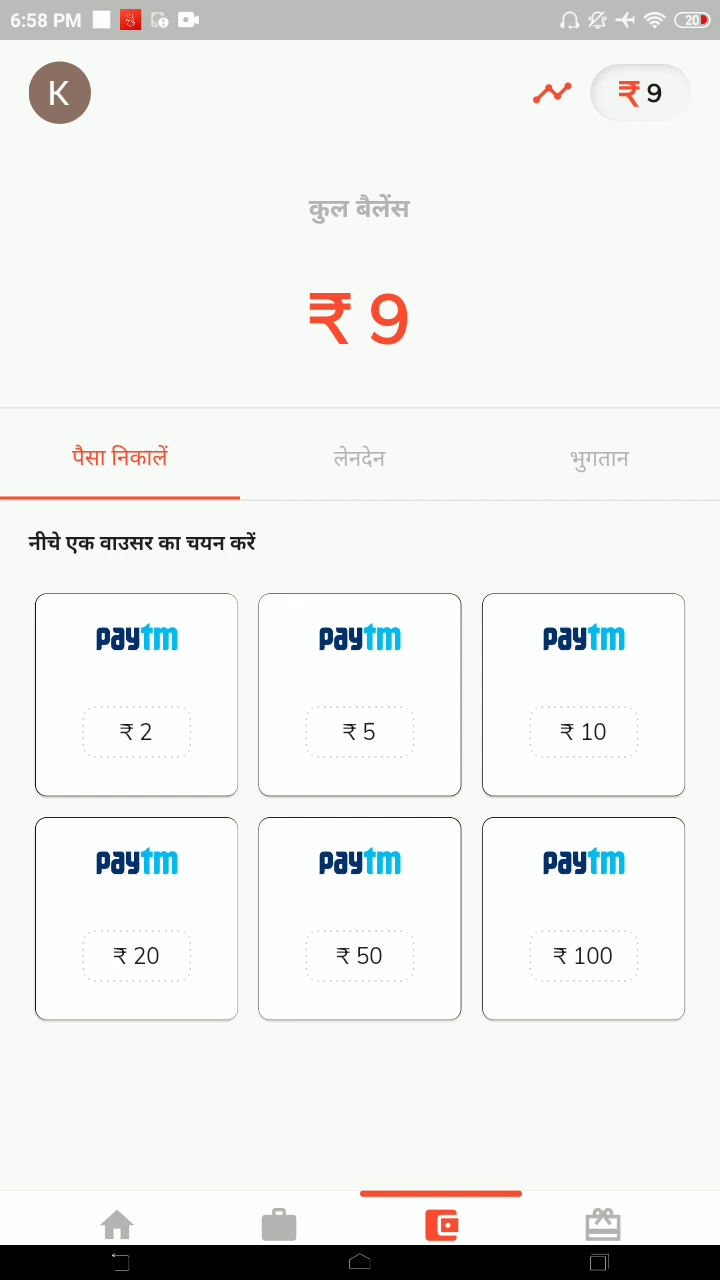 6:58 PM 20
K ₹ 9
कुल बैलेंस
₹ 9
पैसा निकालें लेनदेन भुगतान
नीचे एक वाउसर का चयन करें
paytm paytm paytm
₹ 2 ₹ 5 ₹ 10
paytm paytm paytm
₹ 20 ₹ 50 ₹ 100